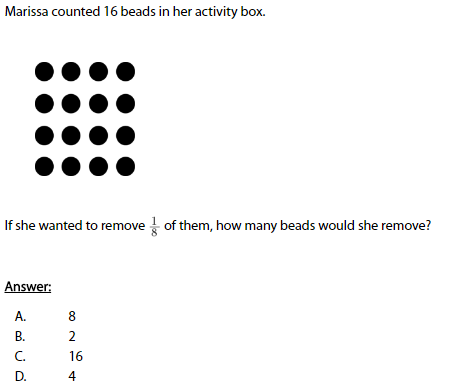 Marissa counted 16 beads in her activity box.
If she wanted to remove 1/8 of them, how many beads would she remove?
Answer:
A. 8
B. 2
C. 16
D. 4